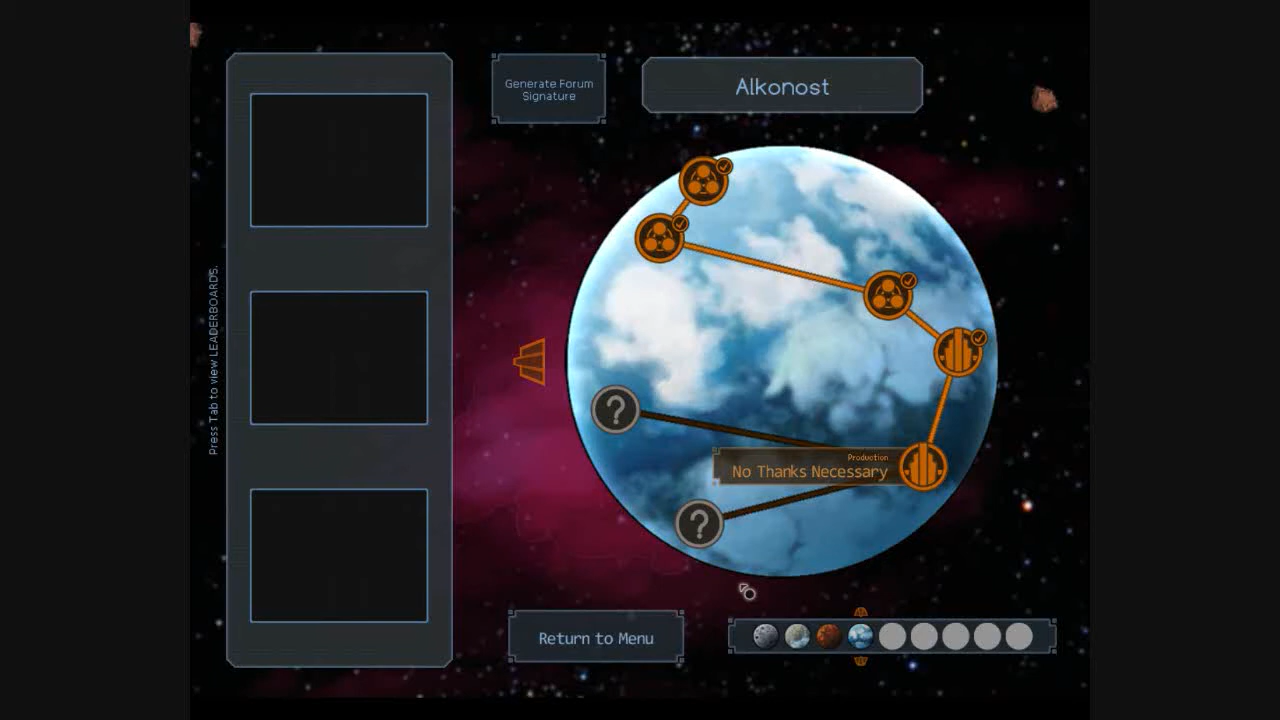 Generate Forum
Signature
Alkonost
Press Tab to view LEADERBOARDS.
?
Production
No Thanks Necessary
?
Return to Menu